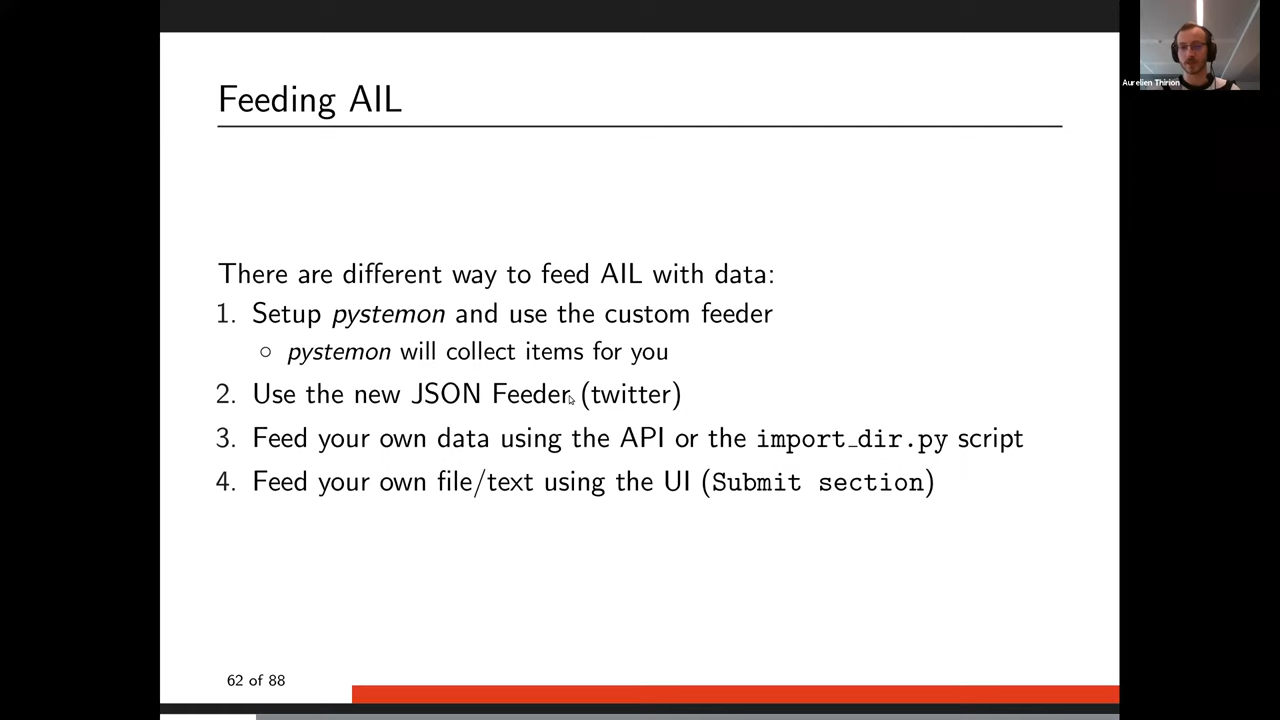 Feeding AIL
Aurelien Thirion
There are different way to feed AIL with data:
1. Setup pystemon and use the custom feeder
○ pystemon will collect items for you
2. Use the new JSON Feeder (twitter)
3. Feed your own data using the API or the import_dir.py script
4. Feed your own file/text using the UI (Submit section)
62 of 88